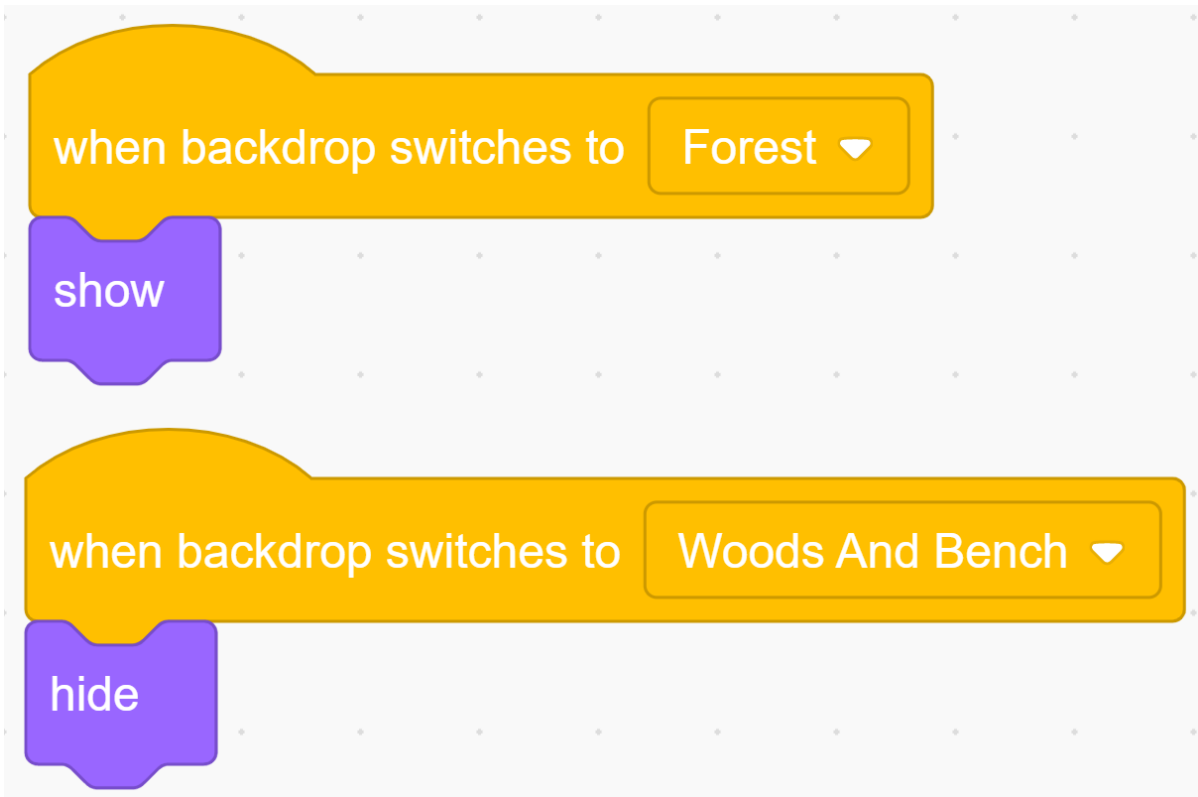 when backdrop switches to Forest
show
when backdrop switches to Woods And Bench
hide